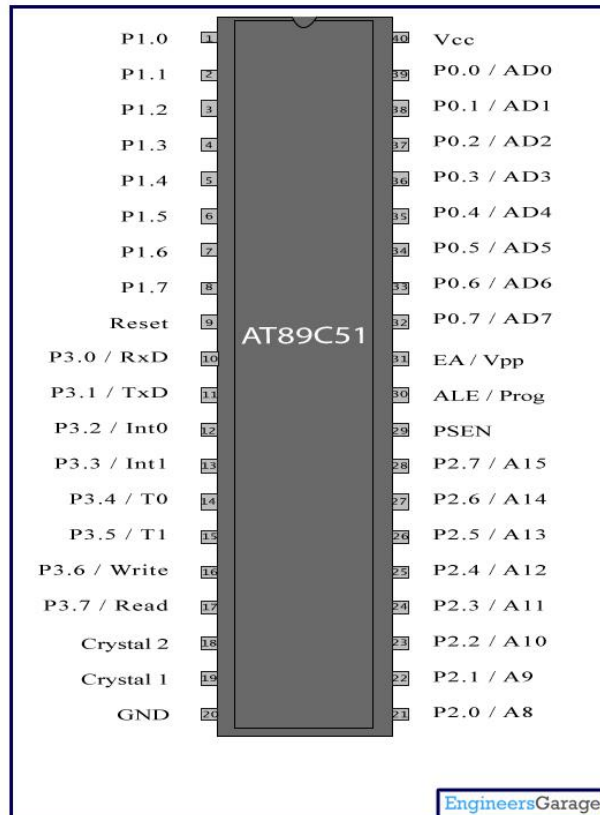 P1.0 1 40 Vcc
P1.1 2 39 P0.0 / AD0
P1.2 3 38 P0.1 / AD1
P1.3 4 37 P0.2 / AD2
P1.4 5 36 P0.3 / AD3
P1.5 6 35 P0.4 / AD4
P1.6 7 34 P0.5 / AD5
P1.7 8 33 P0.6 / AD6
Reset 9 32 P0.7 / AD7
AT89C51
P3.0 / RxD 10 31 EA / Vpp
P3.1 / TxD 11 30 ALE / Prog
P3.2 / Int0 12 29 PSEN
P3.3 / Int1 13 28 P2.7 / A15
P3.4 / T0 14 27 P2.6 / A14
P3.5 / T1 15 26 P2.5 / A13
P3.6 / Write 16 25 P2.4 / A12
P3.7 / Read 17 24 P2.3 / A11
Crystal 2 18 23 P2.2 / A10
Crystal 1 19 22 P2.1 / A9
GND 20 21 P2.0 / A8
EngineersGarage